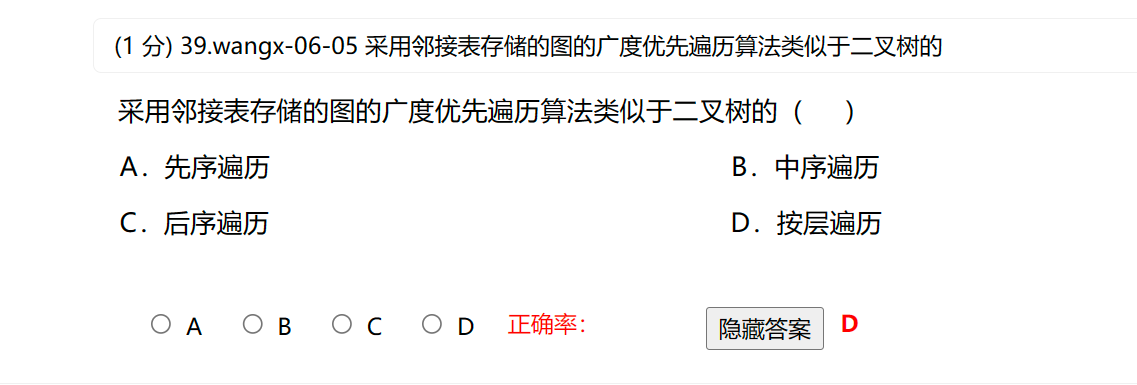 (1 分) 39.wangx-06-05 采用邻接表存储的图的广度优先遍历算法类似于二叉树的
采用邻接表存储的图的广度优先遍历算法类似于二叉树的（ ）
A．先序遍历 B．中序遍历
C．后序遍历 D．按层遍历
A B C D 正确率： 隐藏答案 D